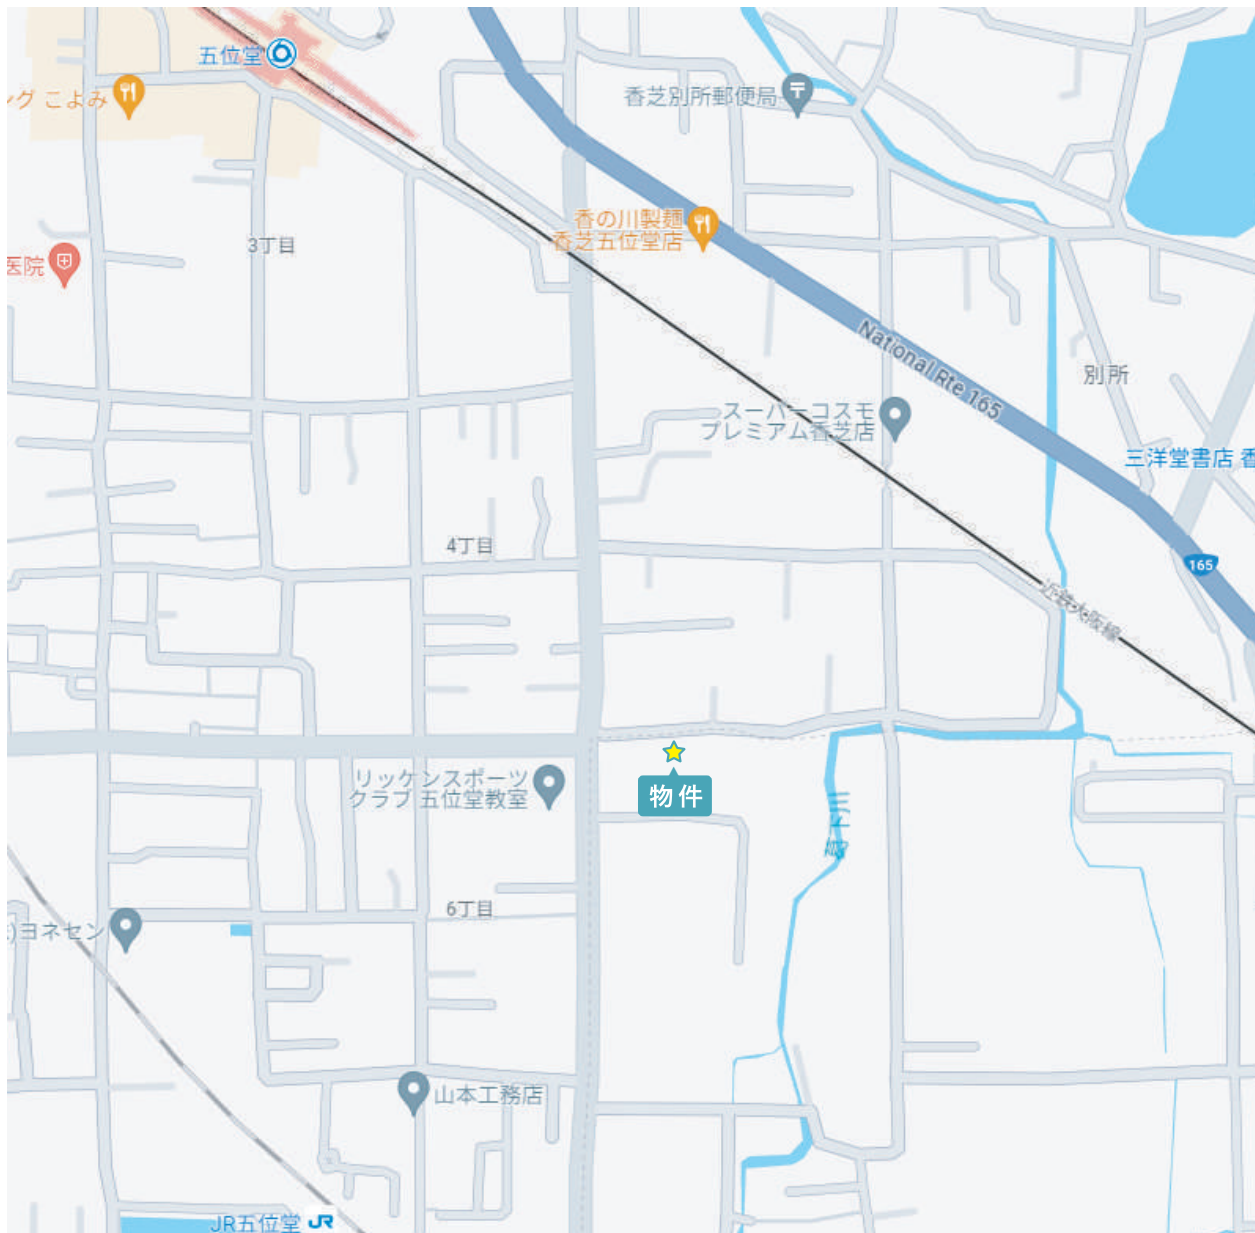 五位堂
ング こよみ
香芝別所郵便局
香の川製麺
香芝五位堂店
3丁目
医院
National Rte 165
別所
スーパーコスモ
プレミアム香芝店
三洋堂書店 香
4丁目
165
近鉄大阪線
リッケンスポーツ
クラブ 五位堂教室
物件
6丁目
)ヨネセン
山本工務店
JR五位堂 JR